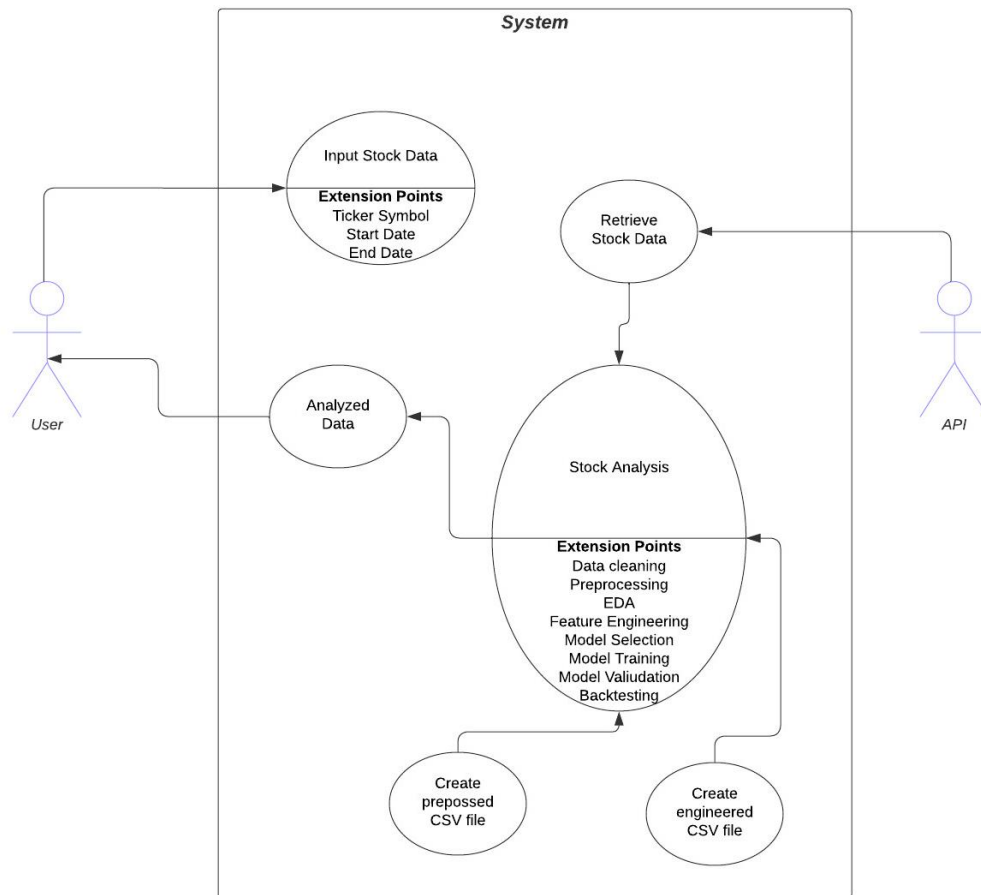 System
Input Stock Data
Extension Points
Ticker Symbol
Start Date
End Date
Retrieve
Stock Data
User
Analyzed
Data
API
Stock Analysis
Extension Points
Data cleaning
Preprocessing
EDA
Feature Engineering
Model Selection
Model Training
Model Valiudation
Backtesting
Create
prepossed
CSV file
Create
engineered
CSV file